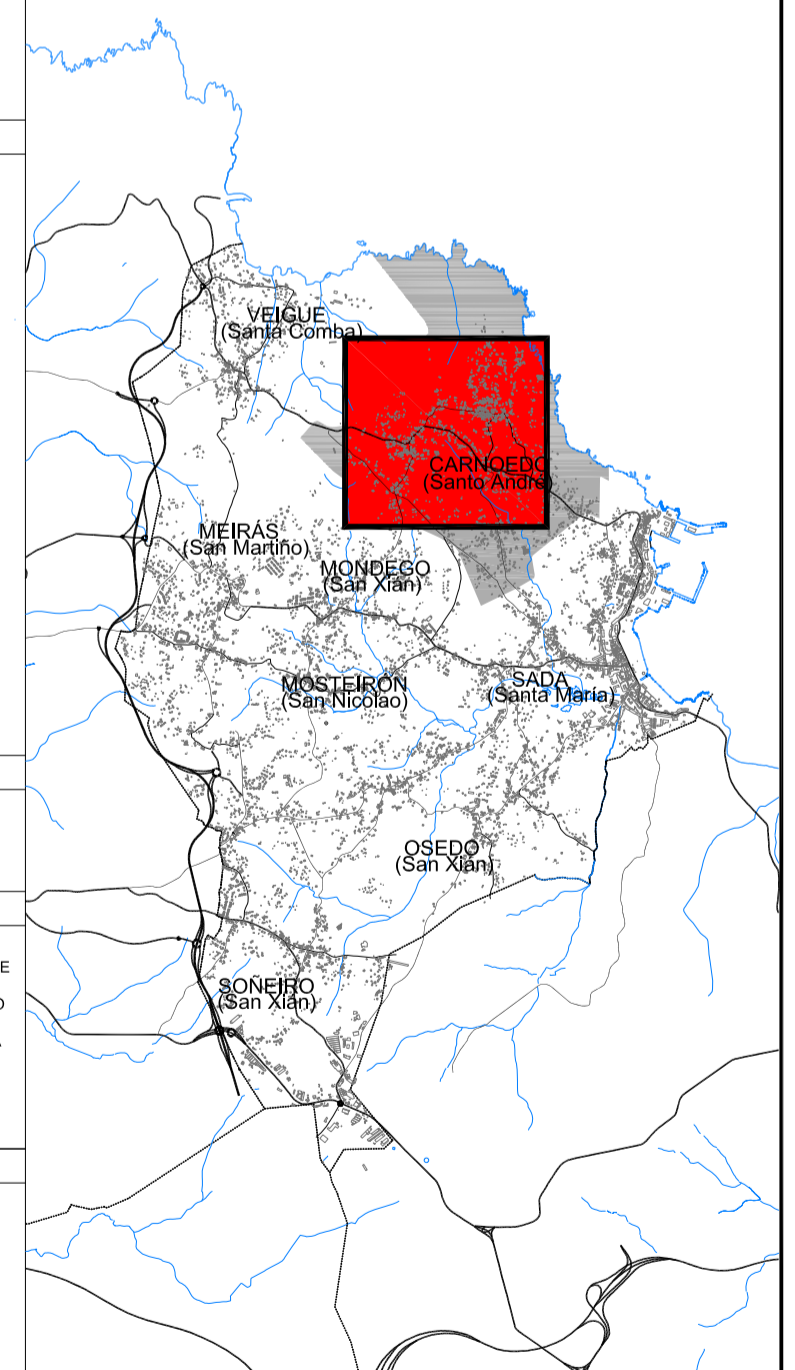 VEIGUE
(Santa Comba)
CARNOEDO
(Santo André)
MEIRÁS
(San Martiño)
MONDEGO
(San Xián)
MOSTEIRÓN
(San Nicolao)
SADA
(Santa María)
OSEDO
(San Xián)
E
O
SOÑEIRO
(San Xián)